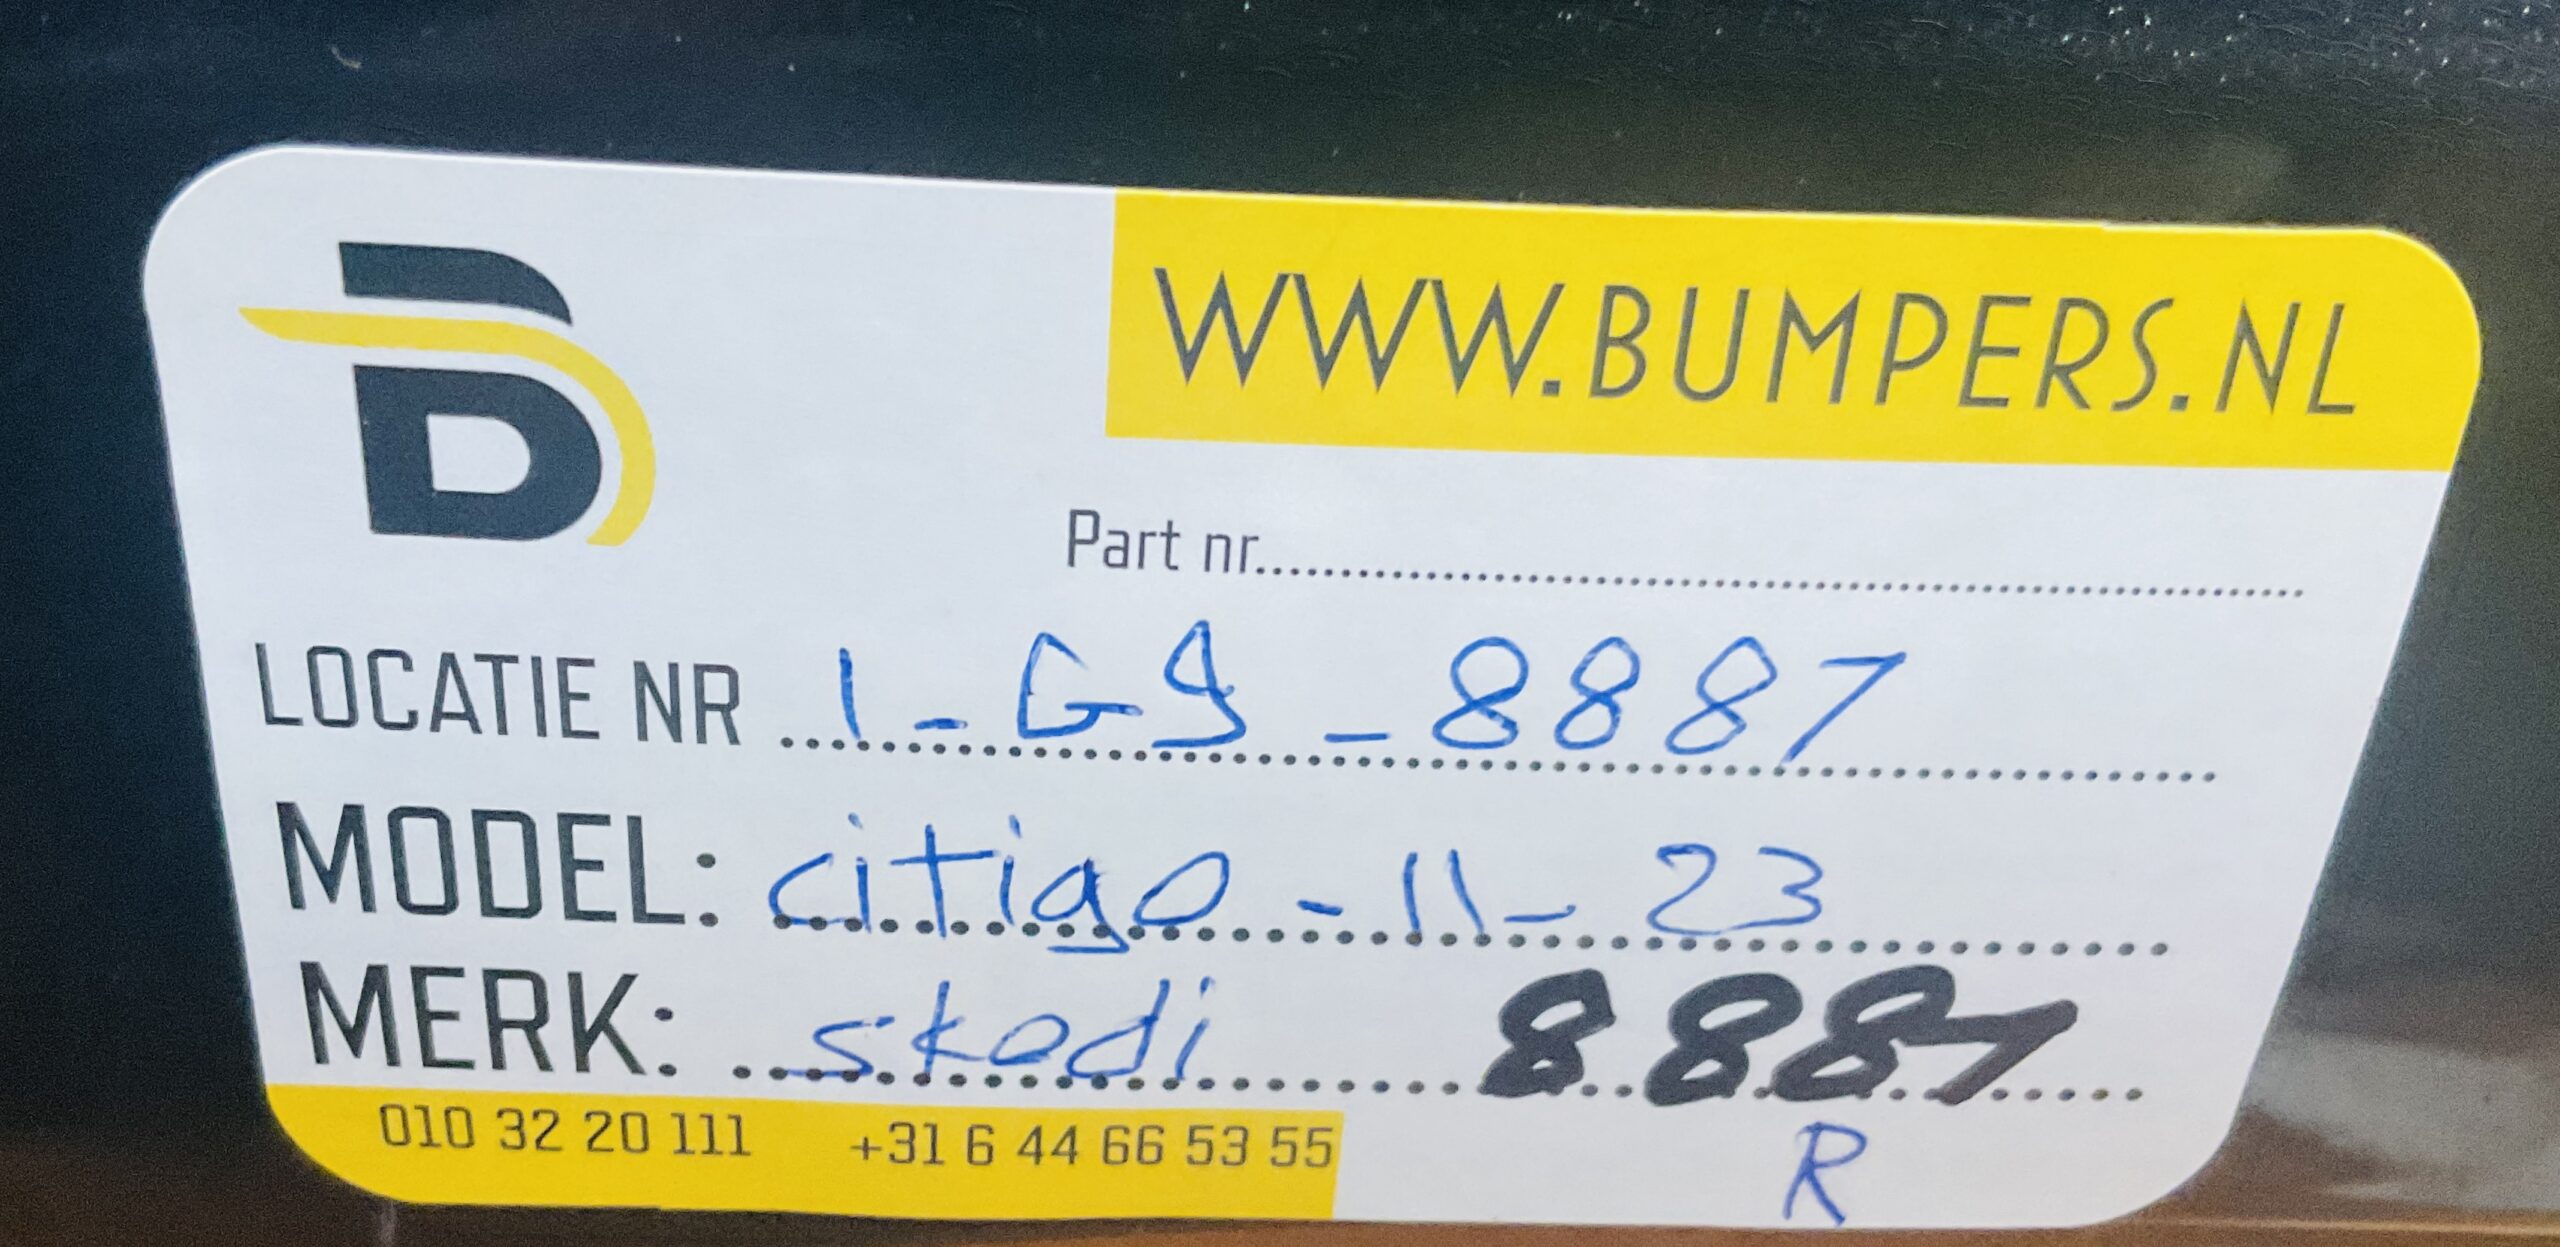 WWW.BUMPERS.NL
Part nr
LOCATIE NR 1-G9-8887
MODEL: citigo-11-23
MERK: skodi 8887
010 32 20 111 +31 6 44 66 53 55
R